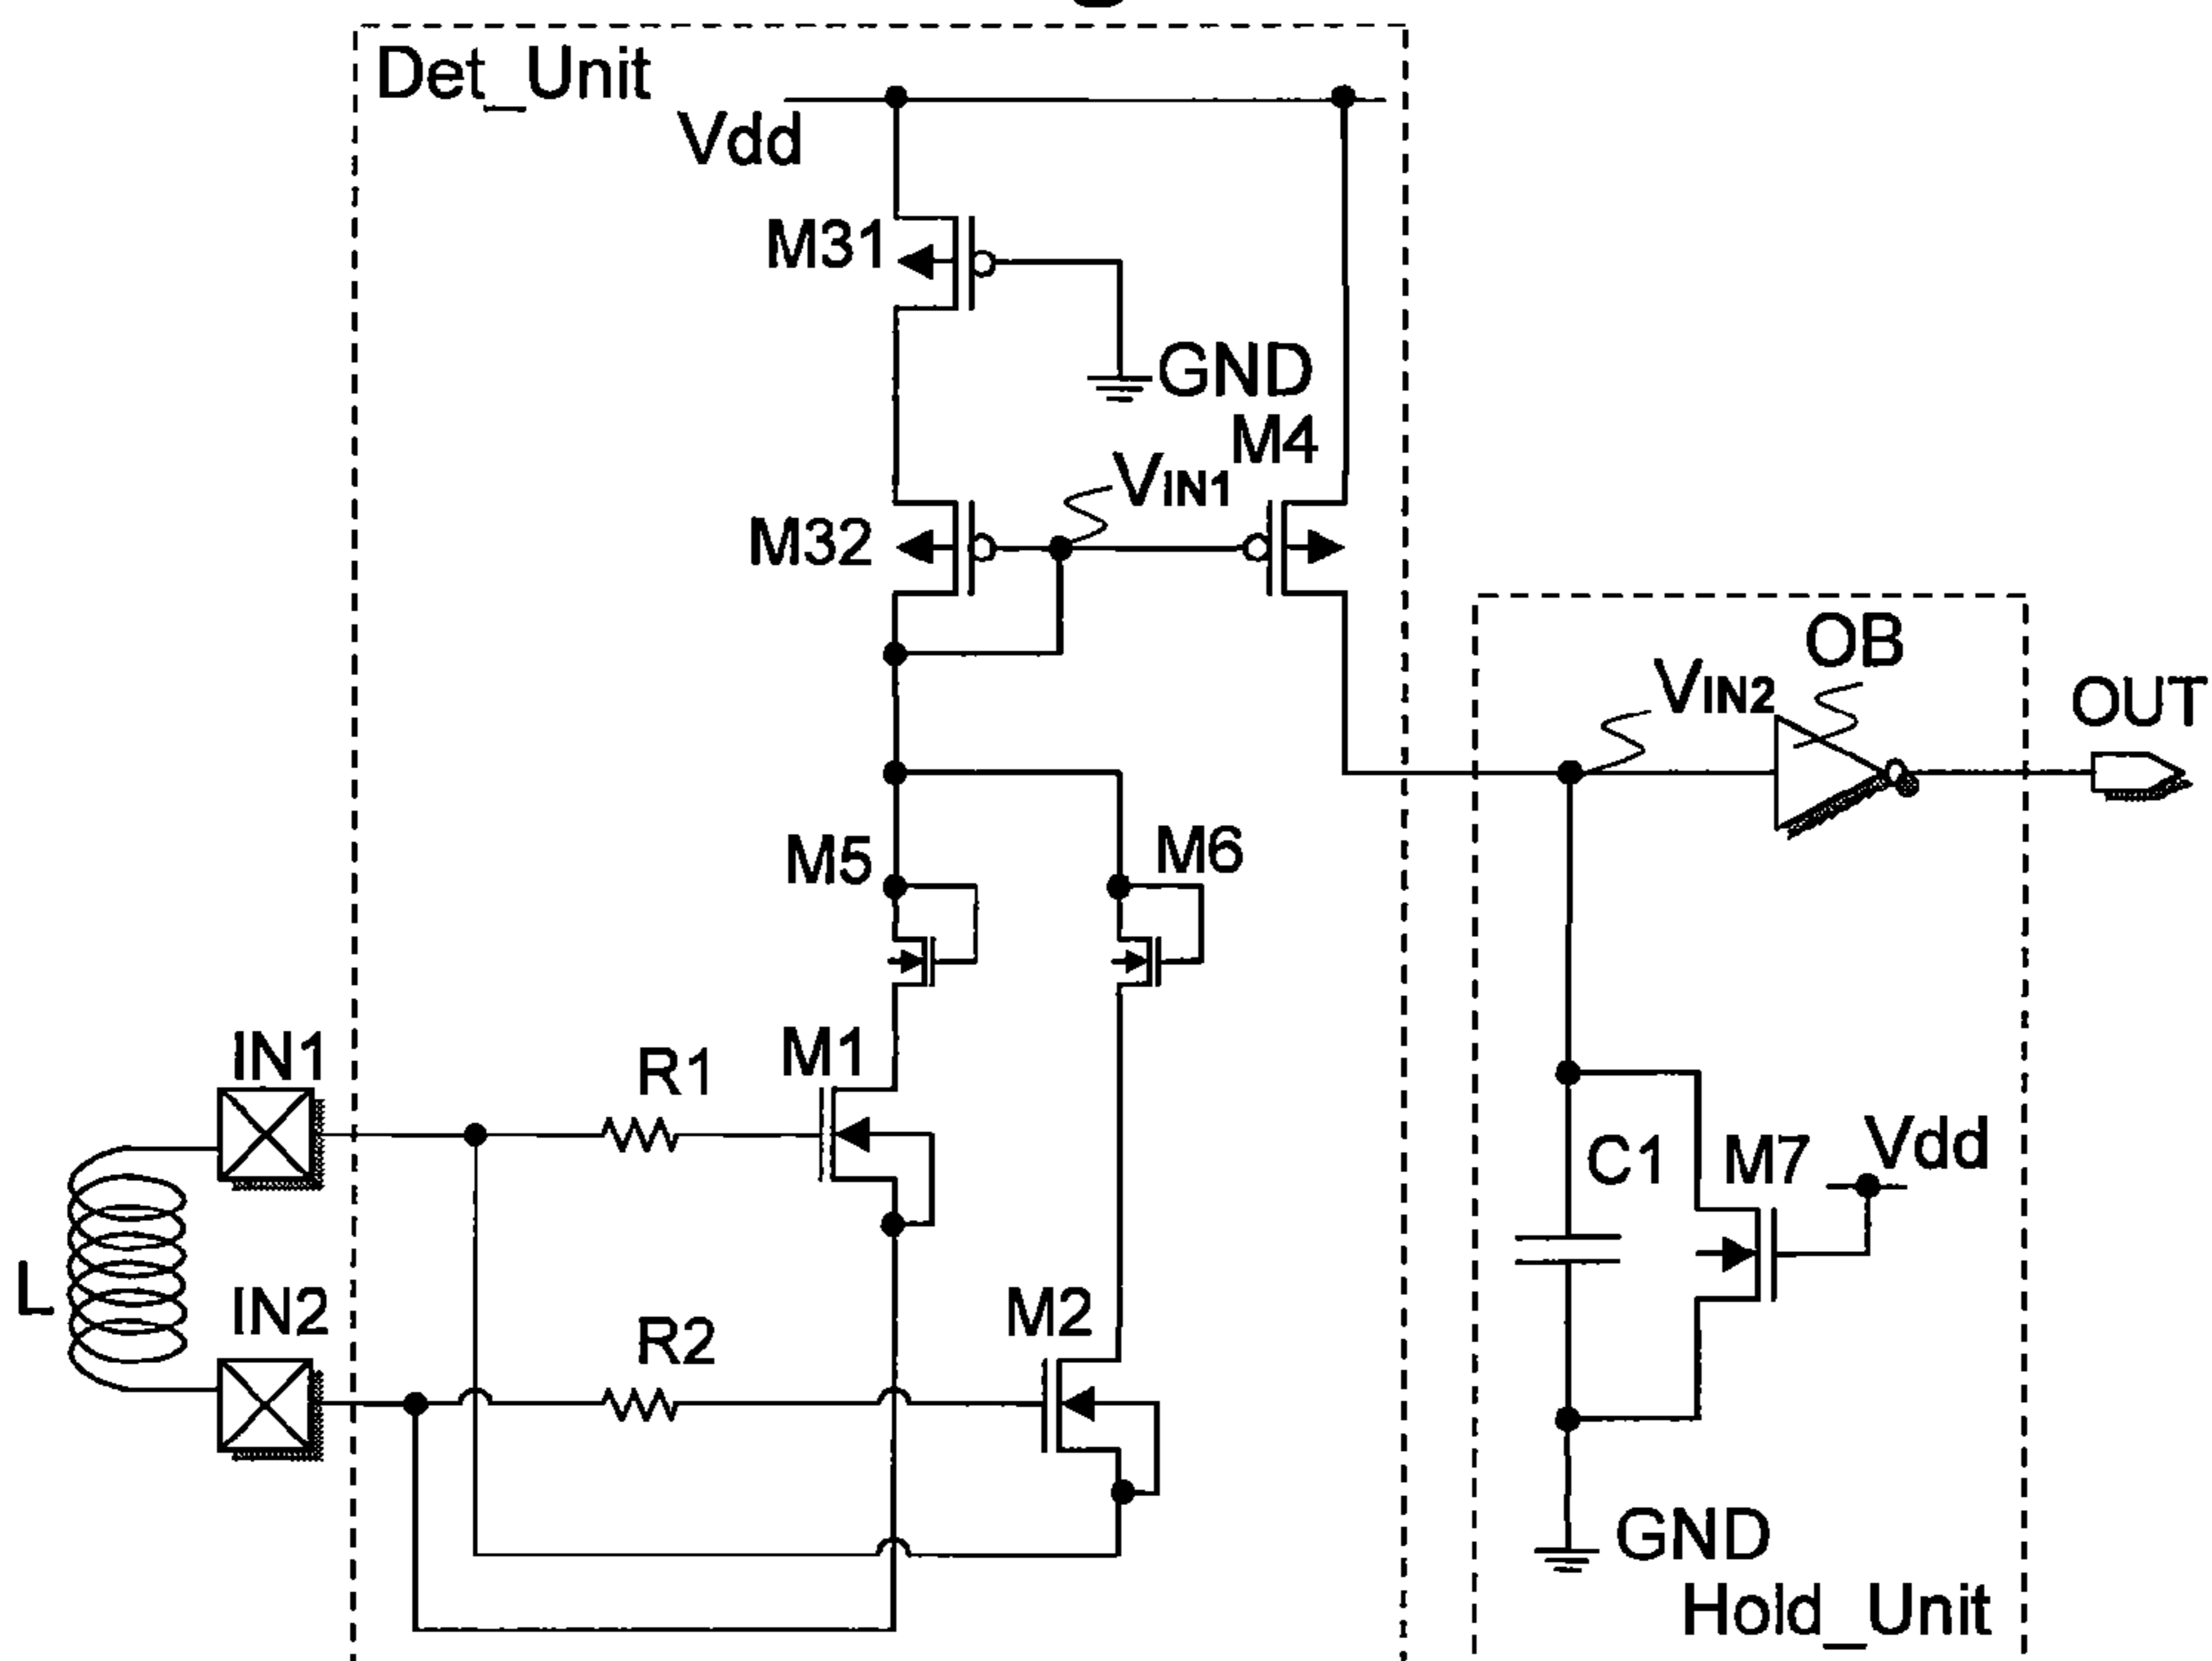 Det_Unit
Vdd
M31
GND
M4
VIN1
M32
OB
VIN2
OUT
M5
M6
IN1
R1
M1
C1
M7
Vdd
L
IN2
R2
M2
GND
Hold_Unit